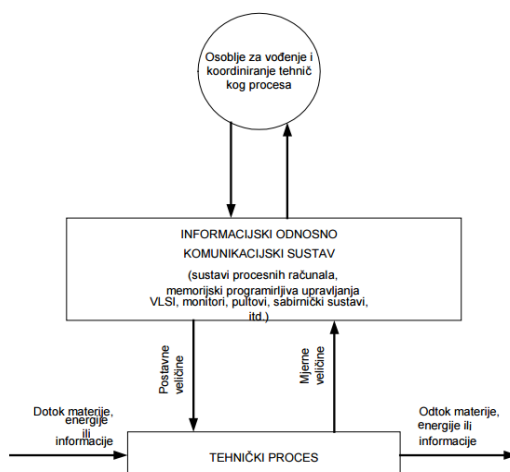 Osoblje za vođenje i
koordiniranje tehnič
kog procesa
INFORMACIJSKI ODNOSNO
KOMUNIKACIJSKI SUSTAV
(sustavi procesnih računala,
memorijski programirljiva upravljanja
VLSI, monitori, pultovi, sabirnički sustavi,
itd.)
Postavne
veličine
Mjerne
veličine
Dotok materije,
energije
ili
informacije
TEHNIČKI PROCES
Odtok materije,
energije ili
informacije